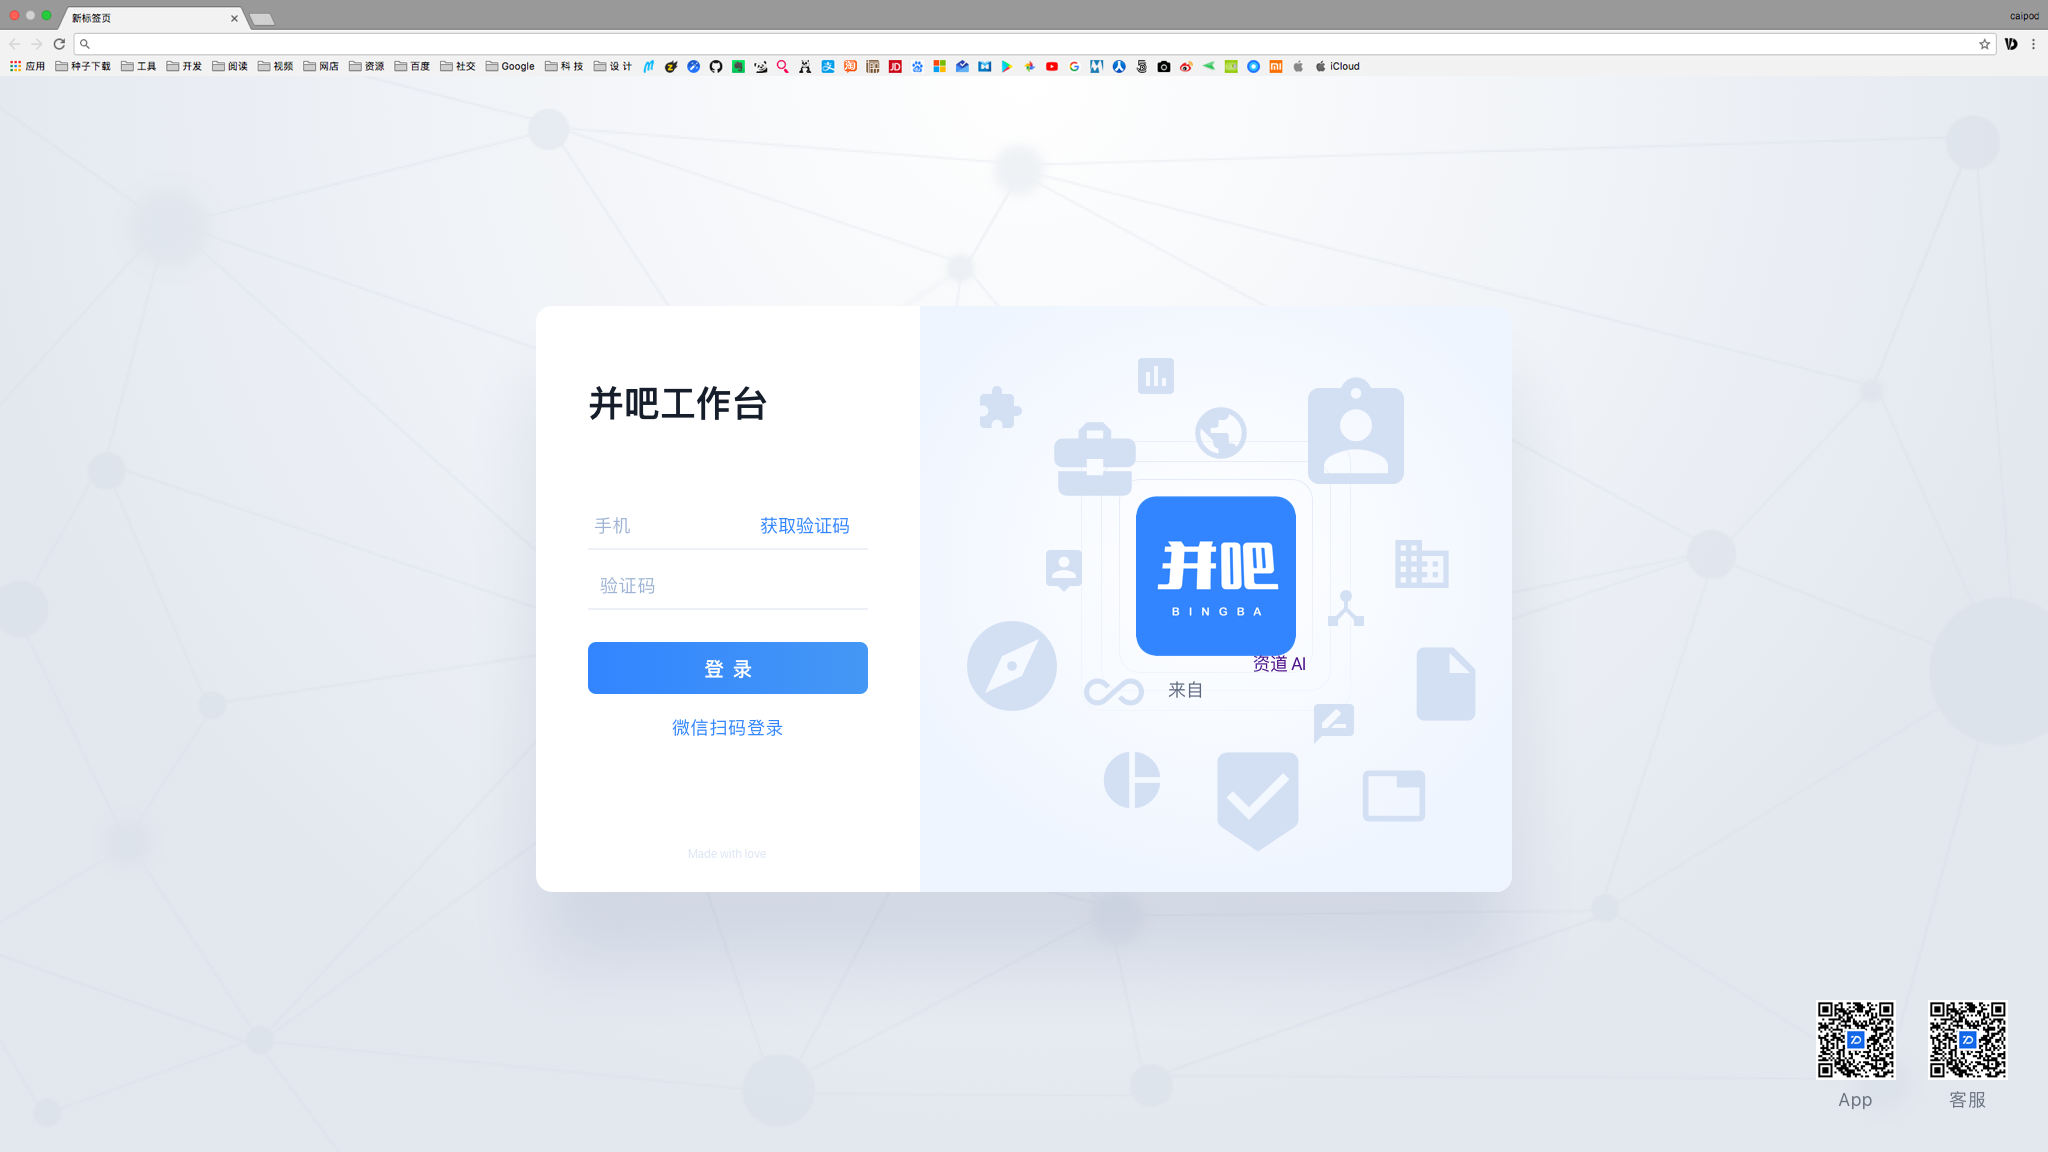 新标签页
caipod
应用 种子下载 工具 开发 阅读 视频 网店 资源 百度 社交 Google 科 技 设 计 iCloud
并吧工作台
手机 获取验证码
验证码
登 录
微信扫码登录
Made with love
并吧
BINGBA
资道 AI
来自
App
客服